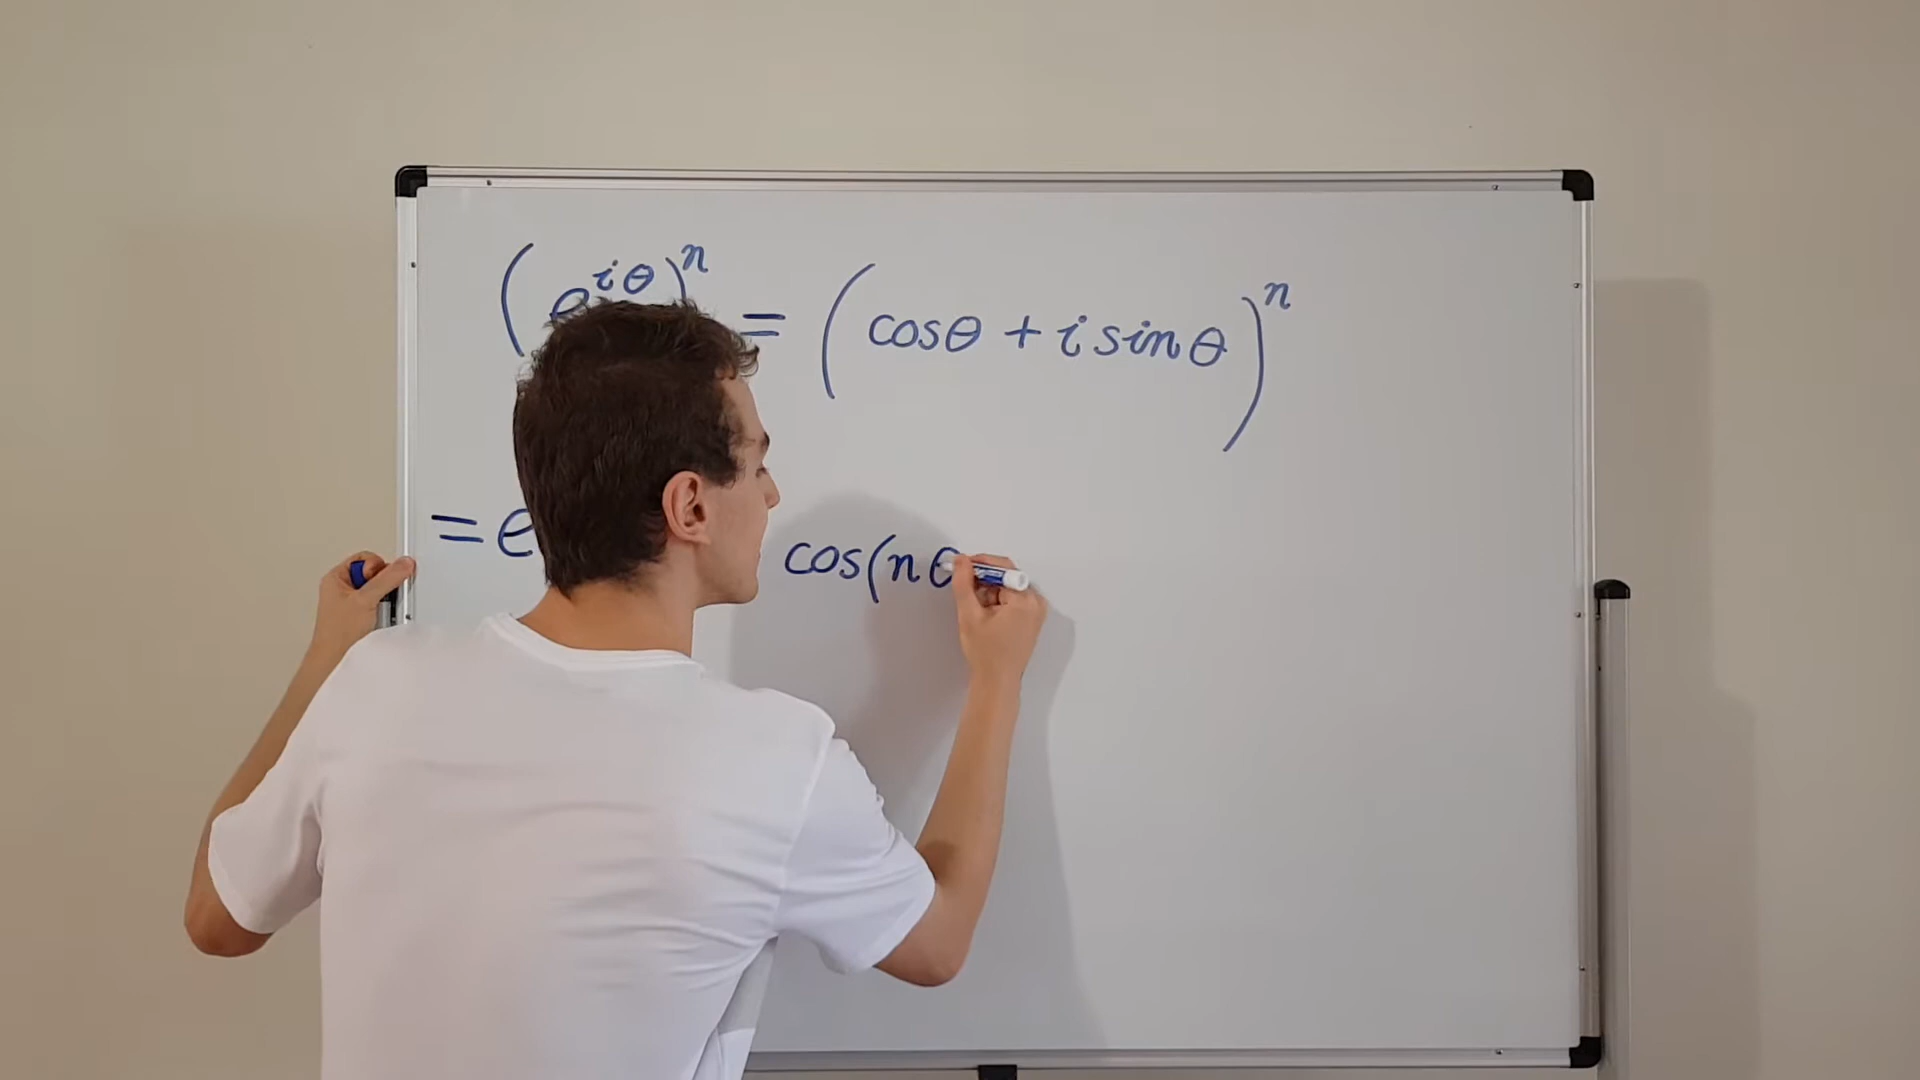 (e^{iθ})^n = (cosθ + i sinθ)^n
= e cos(nθ